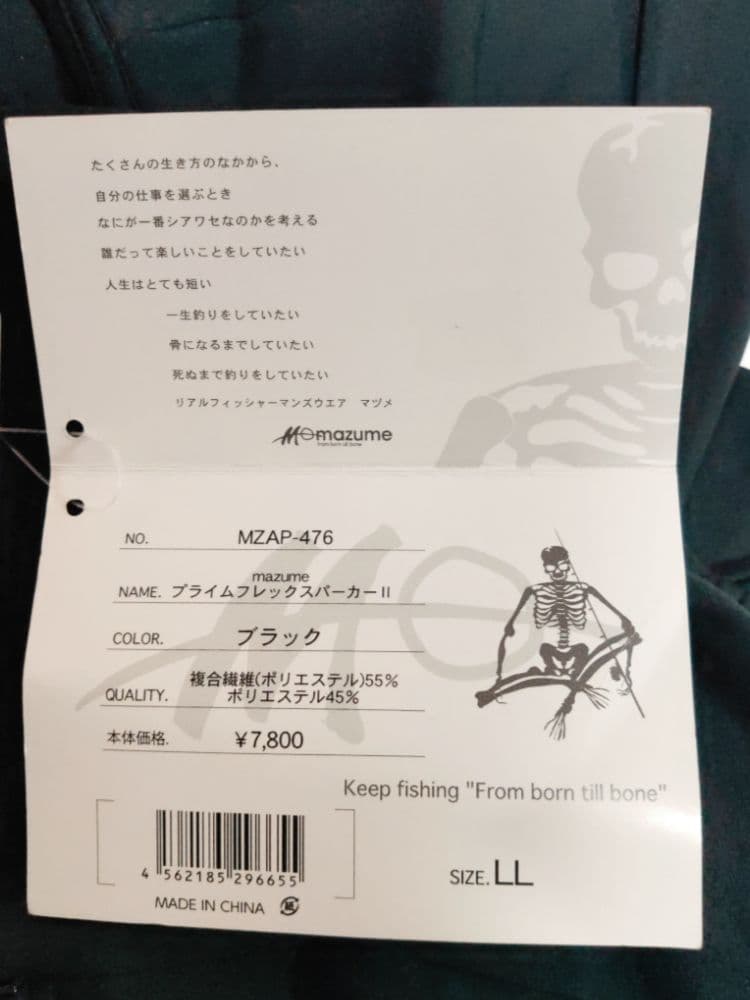 たくさんの生き方のなかから、
自分の仕事を選ぶとき
なにが一番シアワセなのかを考える
誰だって楽しいことをしていたい
人生はとても短い
一生釣りをしていたい
骨になるまでしていたい
死ぬまで釣りをしていたい
リアルフィッシャーマンズウエア マヅメ
mazume
from born till bone
NO. MZAP-476
mazume
NAME. プライムフレックスパーカーII
COLOR. ブラック
複合繊維(ポリエステル)55%
QUALITY. ポリエステル45%
本体価格. ¥7,800
Keep fishing "From born till bone"
4 562185 296655
SIZE. LL
MADE IN CHINA 紙